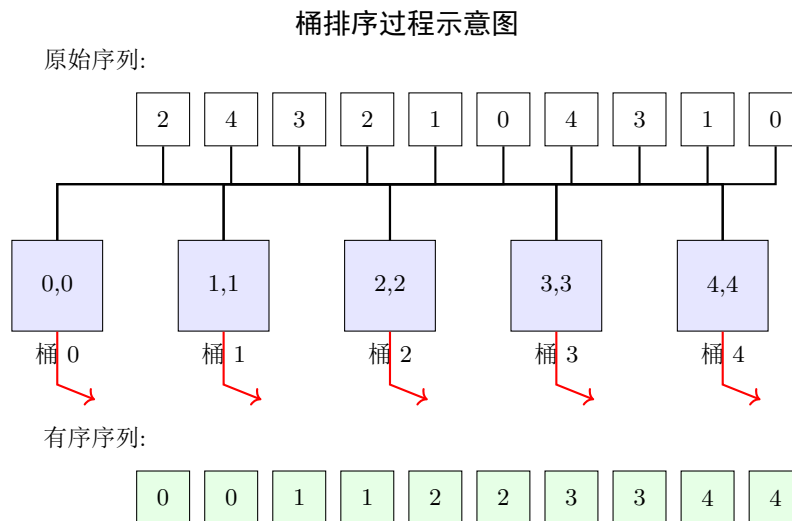 桶排序过程示意图
原始序列:
2 4 3 2 1 0 4 3 1 0
0,0 1,1 2,2 3,3 4,4
桶 0 桶 1 桶 2 桶 3 桶 4
有序序列:
0 0 1 1 2 2 3 3 4 4